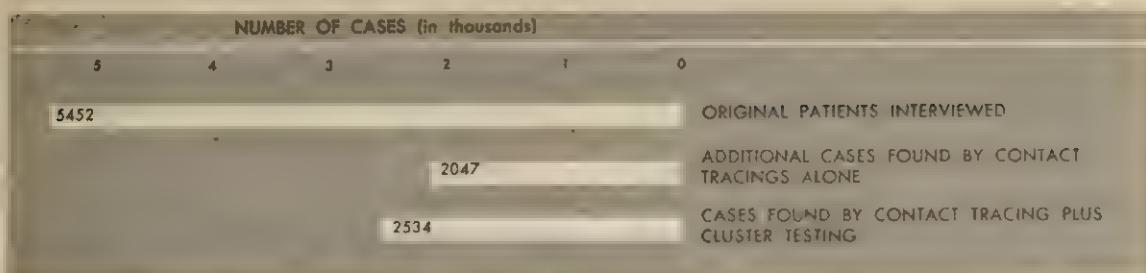 NUMBER OF CASES (in thousands)
5 4 3 2 1 0
5452 ORIGINAL PATIENTS INTERVIEWED
2047 ADDITIONAL CASES FOUND BY CONTACT
TRACINGS ALONE
2534 CASES FOUND BY CONTACT TRACING PLUS
CLUSTER TESTING